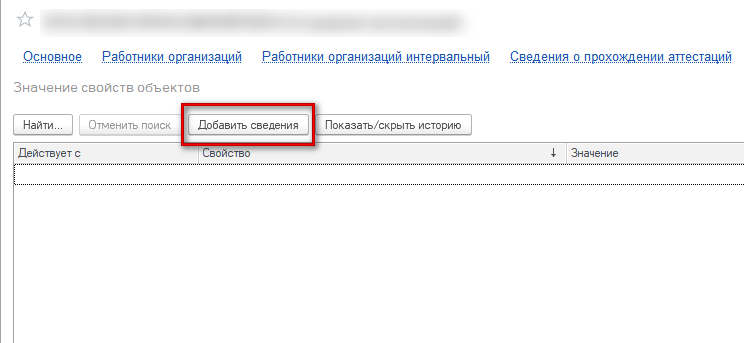 Основное Работники организаций Работники организаций интервальный Сведения о прохождении аттестаций
Значение свойств объектов
Найти... Отменить поиск Добавить сведения Показать/скрыть историю
Действует с Свойство ↓ Значение